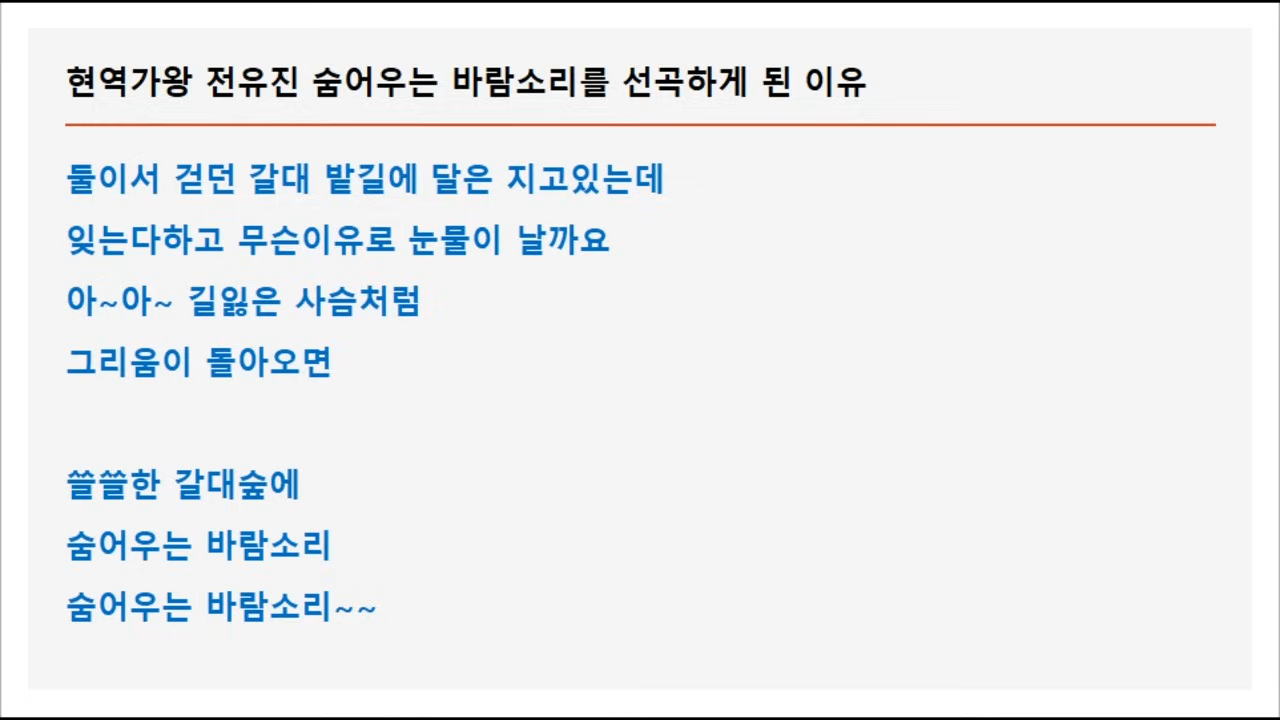 현역가왕 전유진 숨어우는 바람소리를 선곡하게 된 이유
둘이서 걷던 갈대 밭길에 달은 지고있는데
잊는다하고 무슨이유로 눈물이 날까요
아~아~ 길잃은 사슴처럼
그리움이 돌아오면
쓸쓸한 갈대숲에
숨어우는 바람소리
숨어우는 바람소리~~